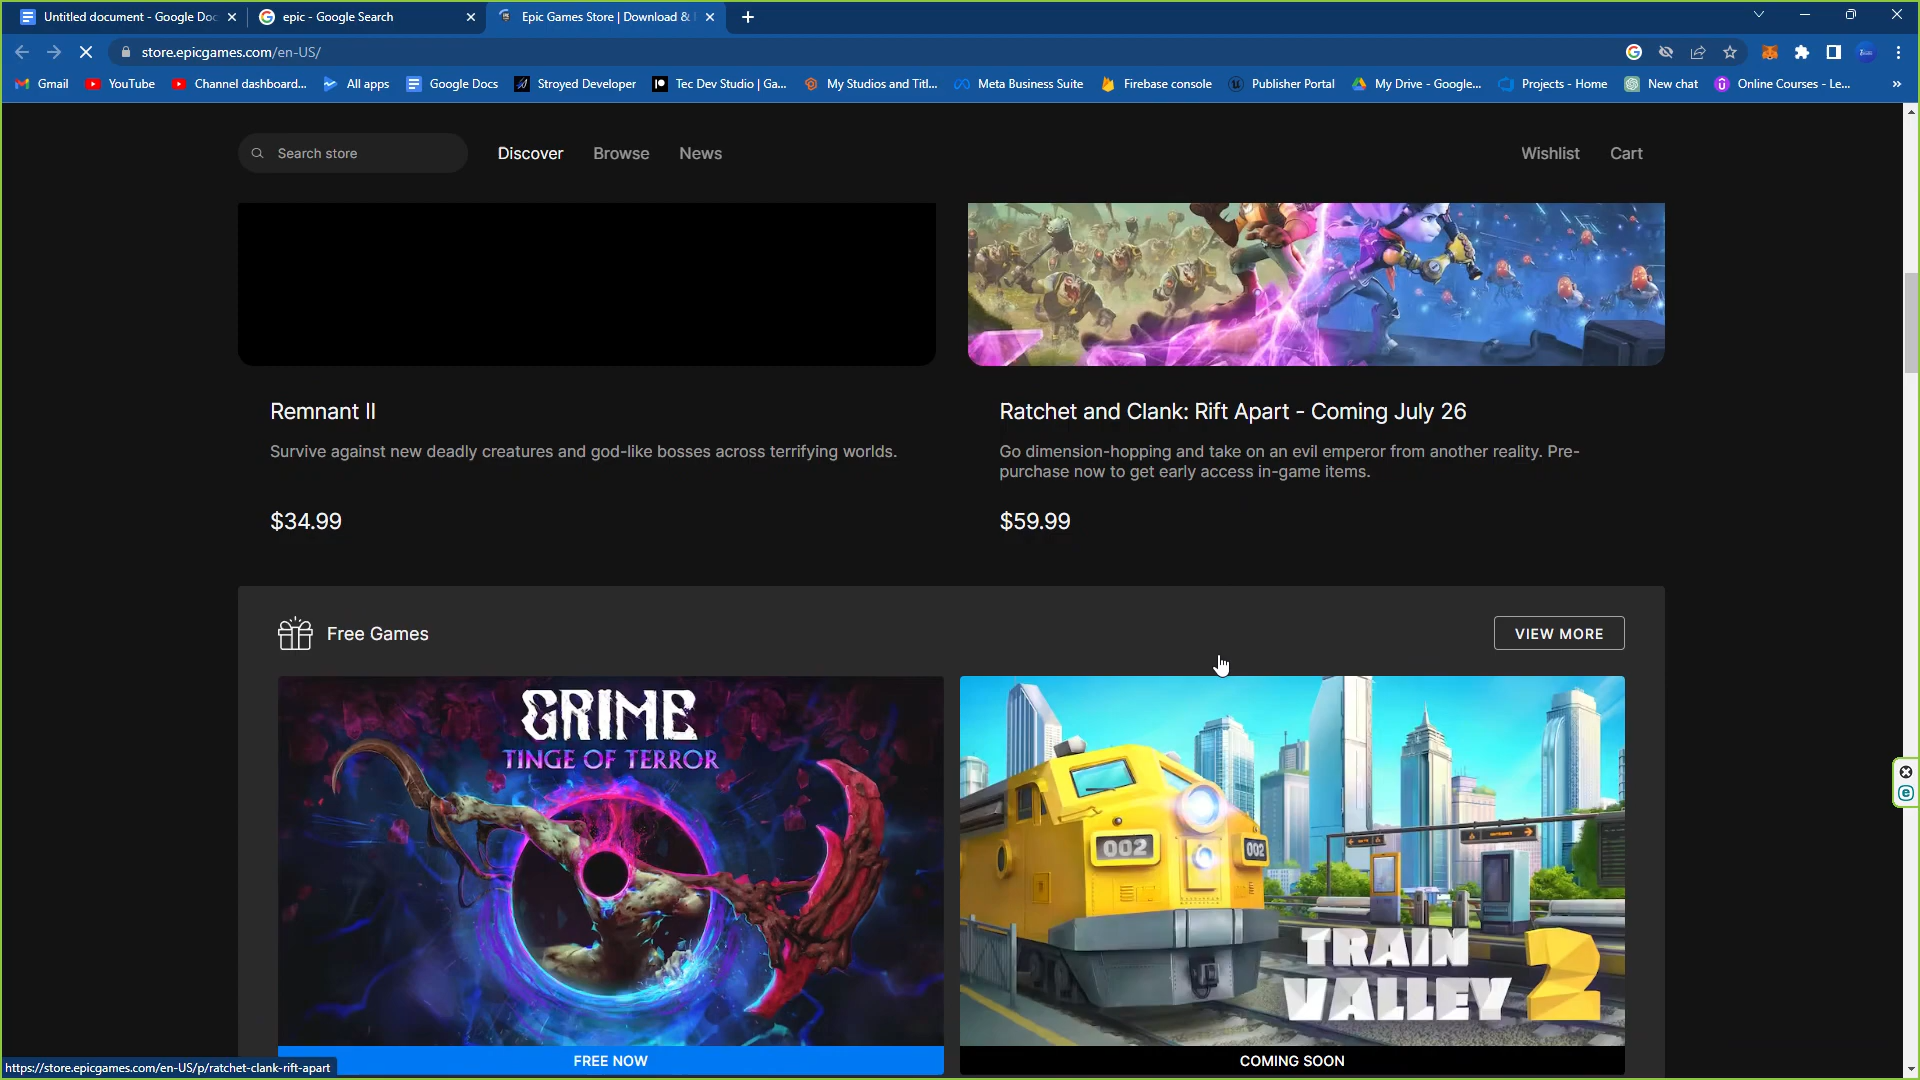 Untitled document - Google Doc
epic - Google Search
Epic Games Store | Download &
store.epicgames.com/en-US/
Gmail
YouTube
Channel dashboard...
All apps
Google Docs
Stroyed Developer
Tec Dev Studio | Ga...
My Studios and Titl...
Meta Business Suite
Firebase console
Publisher Portal
My Drive - Google...
Projects - Home
New chat
Online Courses - Le...
Search store
Discover
Browse
News
Wishlist
Cart
Remnant II
Survive against new deadly creatures and god-like bosses across terrifying worlds.
$34.99
Ratchet and Clank: Rift Apart - Coming July 26
Go dimension-hopping and take on an evil emperor from another reality. Pre-
purchase now to get early access in-game items.
$59.99
Free Games
VIEW MORE
GRIME
TINGE OF TERROR
002
002
TRAIN
VALLEY 2
FREE NOW
COMING SOON
https://store.epicgames.com/en-US/p/ratchet-clank-rift-apart